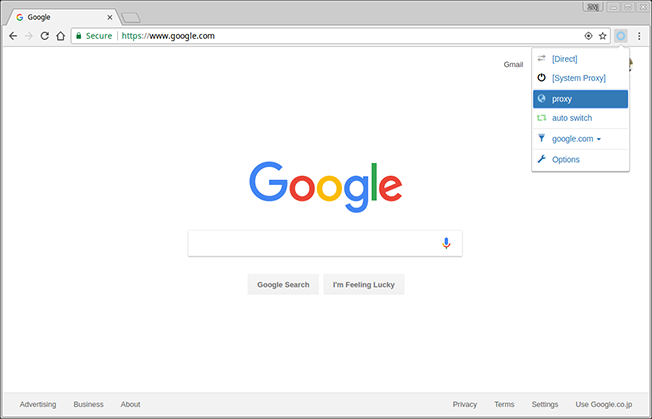 Google
Secure
https://www.google.com
Gmail
[Direct]
[System Proxy]
proxy
auto switch
google.com
Options
Google
Google Search
I'm Feeling Lucky
Advertising Business About
Privacy Terms Settings Use Google.co.jp